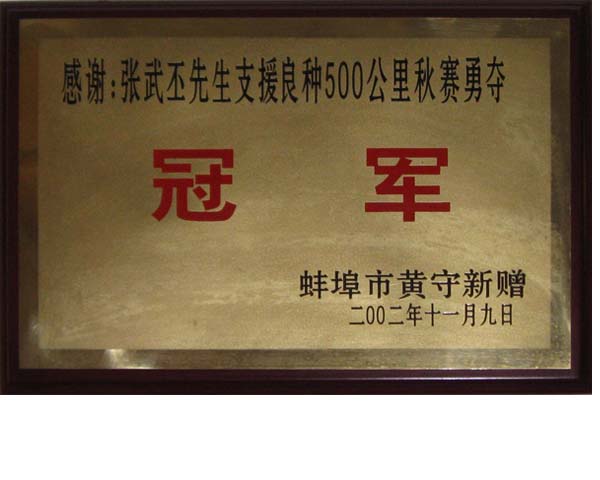 感谢:张武丕先生支援良种500公里秋赛勇夺
冠军
蚌埠市黄守新赠
二00二年十一月九日